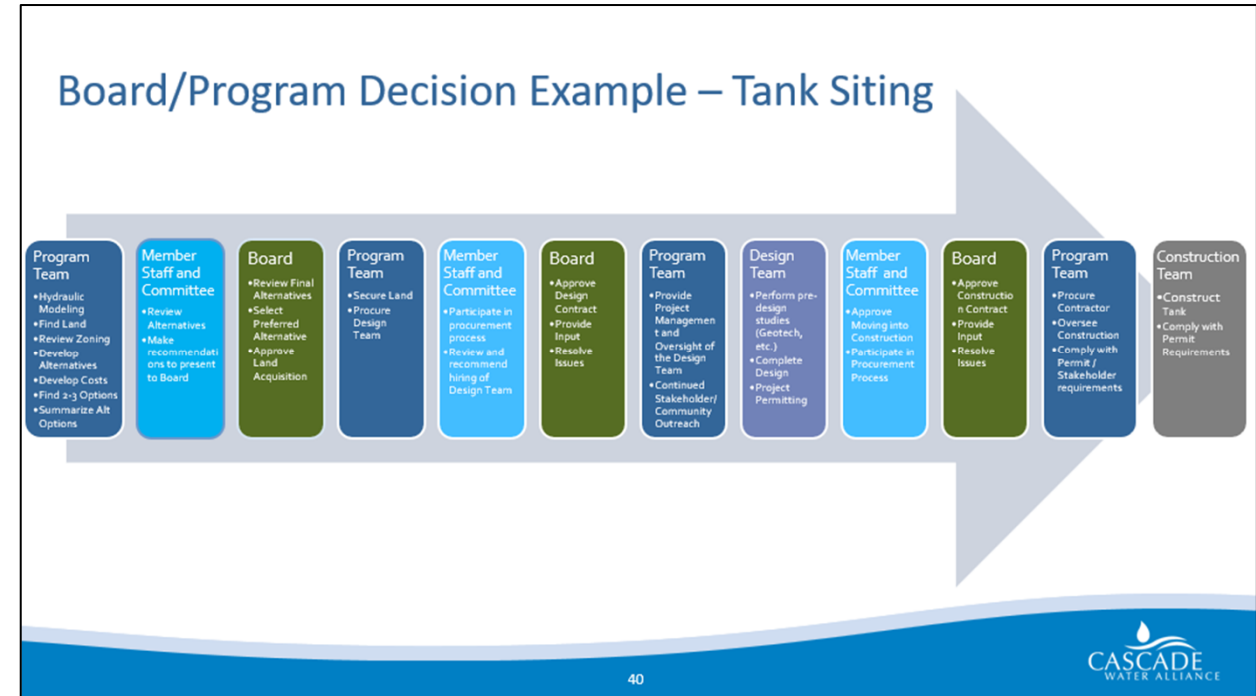 Board/Program Decision Example – Tank Siting
Program
Team
•Hydraulic
Modeling
•Find Land
•Review Zoning
•Develop
Alternatives
•Develop Costs
•Find 2-3 Options
•Summarize Alt
Options
Member
Staff and
Committee
•Review
Alternatives
•Make
recommendati
ons to present
to Board
Board
•Review Final
Alternatives
•Select
Preferred
Alternative
•Approve
Land
Acquisition
Program
Team
•Secure Land
•Procure
Design
Team
Member
Staff and
Committee
•Participate in
procurement
process
•Review and
recommend
hiring of
Design Team
Board
•Approve
Design
Contract
•Provide
Input
•Resolve
Issues
Program
Team
•Provide
Project
Managemen
t and
Oversight of
the Design
Team
•Continued
Stakeholder/
Community
Outreach
Design
Team
•Perform pre-
design
studies
(Geotech,
etc.)
•Complete
Design
•Project
Permitting
Member
Staff and
Committee
•Approve
Moving into
Construction
•Participate in
Procurement
Process
Board
•Approve
Constructio
n Contract
•Provide
Input
•Resolve
Issues
Program
Team
•Procure
Contractor
•Oversee
Construction
•Comply with
Permit /
Stakeholder
requirements
Construction
Team
•Construct
Tank
•Comply with
Permit
Requirements
40
CASCADE
WATER ALLIANCE